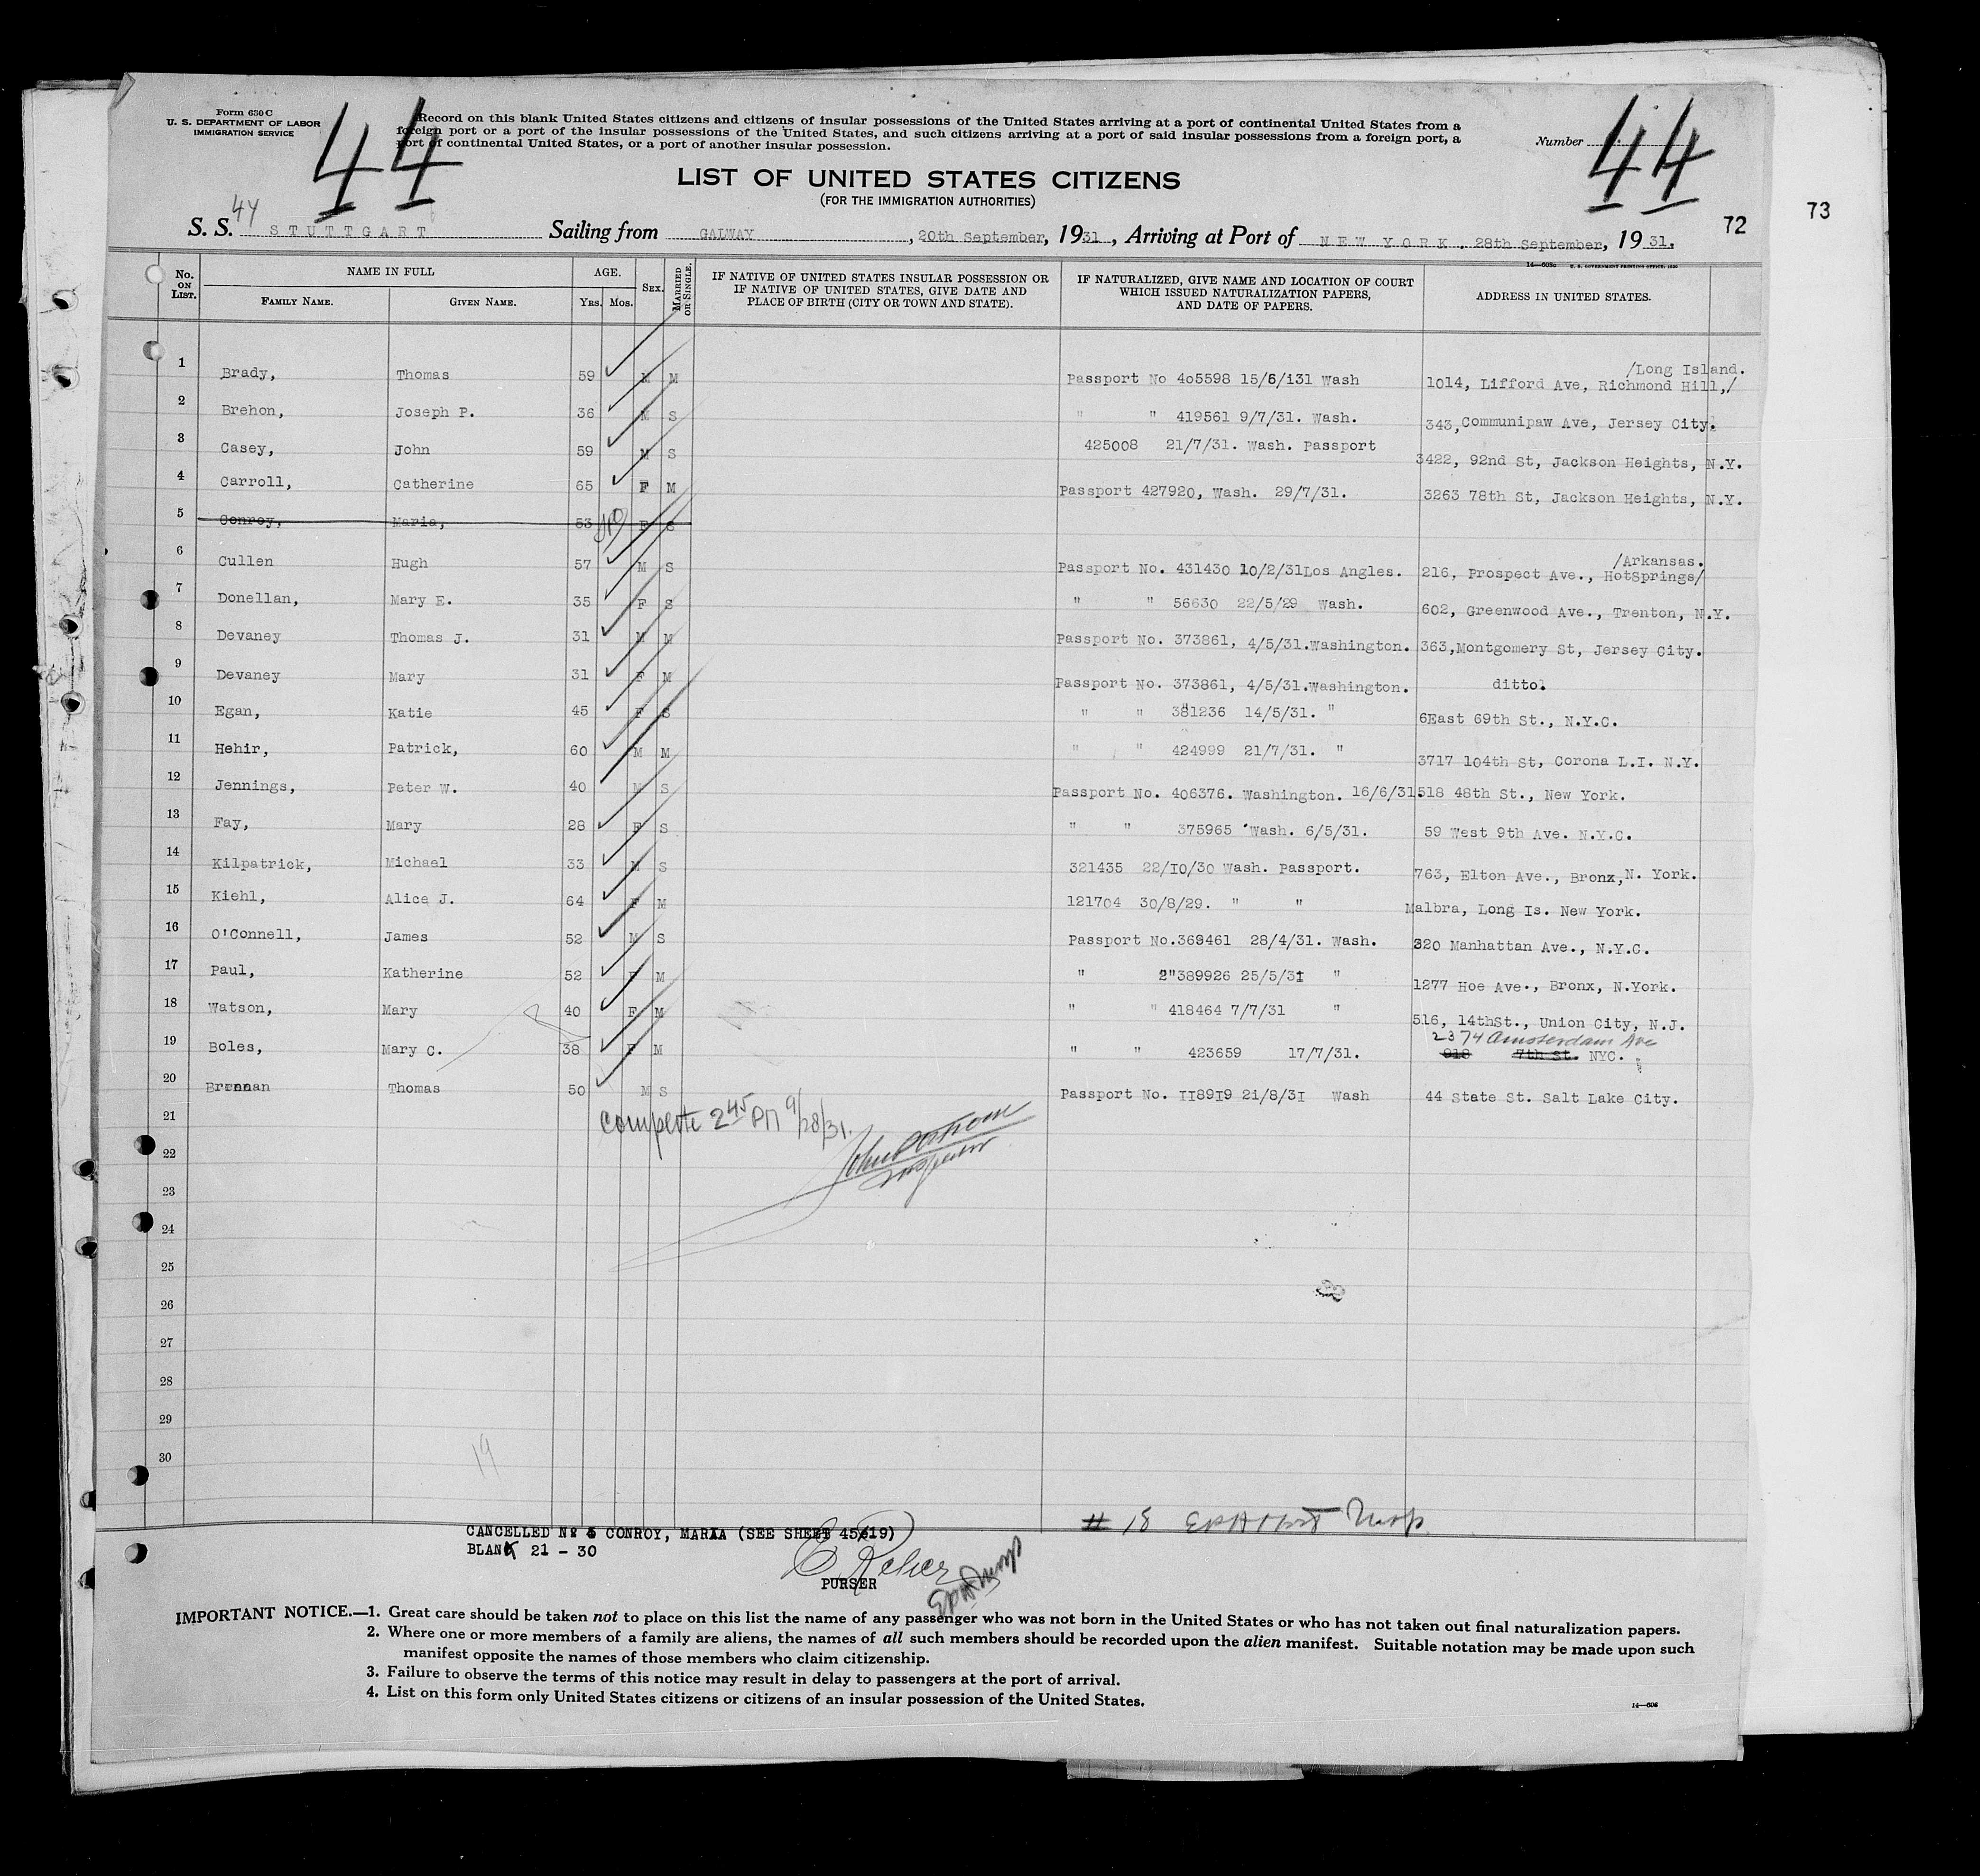 Form 630 C
U. S. DEPARTMENT OF LABOR
IMMIGRATION SERVICE
44
Record on this blank United States citizens and citizens of insular possessions of the United States arriving at a port of continental United States from a
foreign port or a port of the insular possessions of the United States, and such citizens arriving at a port of said insular possessions from a foreign port, a
port of continental United States, or a port of another insular possession.
Number 44
LIST OF UNITED STATES CITIZENS
(FOR THE IMMIGRATION AUTHORITIES)
72
73
44
S. S. STUTTGART Sailing from GALWAY, 20th September, 1931, Arriving at Port of NEW YORK. 28th September, 1931.
14—505c U. S. GOVERNMENT PRINTING OFFICE: 1930
No. ON LIST.
NAME IN FULL
FAMILY NAME.
GIVEN NAME.
AGE.
Yrs. Mos.
Sex.
MARRIED OR SINGLE.
IF NATIVE OF UNITED STATES INSULAR POSSESSION OR
IF NATIVE OF UNITED STATES, GIVE DATE AND
PLACE OF BIRTH (CITY OR TOWN AND STATE).
IF NATURALIZED, GIVE NAME AND LOCATION OF COURT
WHICH ISSUED NATURALIZATION PAPERS,
AND DATE OF PAPERS.
ADDRESS IN UNITED STATES.
1 Brady, Thomas 59 M M Passport No 405598 15/6/131 Wash 1014, Lifford Ave, Richmond Hill,/ /Long Island.
2 Brehon, Joseph P. 36 M S " " 419561 9/7/31. Wash. 343, Communipaw Ave, Jersey City.
3 Casey, John 59 M S 425008 21/7/31. Wash. Passport 3422, 92nd St, Jackson Heights, N.Y.
4 Carroll, Catherine 65 F M Passport 427920, Wash. 29/7/31. 3263 78th St, Jackson Heights, N.Y.
5 Conroy, Maria, 53 F S
6 Cullen Hugh 57 M S Passport No. 431430 10/2/31Los Angles. 216, Prospect Ave., HotSprings/ /Arkansas.
7 Donellan, Mary E. 35 F S " " 56630 22/5/29 Wash. 602, Greenwood Ave., Trenton, N.Y.
8 Devaney Thomas J. 31 M M Passport No. 373861, 4/5/31.Washington. 363,Montgomery St, Jersey City.
9 Devaney Mary 31 F M Passport No. 373861, 4/5/31.Washington. ditto.
10 Egan, Katie 45 F S " " 381236 14/5/31. " 6East 69th St., N.Y.C.
11 Hehir, Patrick, 60 M M " " 424999 21/7/31. " 3717 104th St, Corona L.I. N.Y.
12 Jennings, Peter W. 40 M S Passport No. 406376. Washington. 16/6/31 518 48th St., New York.
13 Fay, Mary 28 F S " " 375965 Wash. 6/5/31. 59 West 9th Ave. N.Y.C.
14 Kilpatrick, Michael 33 M S 321435 22/10/30 Wash. Passport. 763, Elton Ave., Bronx,N. York.
15 Kiehl, Alice J. 64 F M 121704 30/8/29. " " Malbra, Long Is. New York.
16 O'Connell, James 52 M S Passport No.369461 28/4/31. Wash. 320 Manhattan Ave., N.Y.C.
17 Paul, Katherine 52 F M " "389926 25/5/31 " 1277 Hoe Ave., Bronx, N.York.
18 Watson, Mary 40 F M " " 418464 7/7/31 " 516, 14thSt., Union City, N.J.
2374 Amsterdam Ave
19 Boles, Mary C. 38 F M " " 423659 17/7/31. 918 7th St. NYC.
20 Brennan Thomas 50 M S Passport No. 118919 21/8/31 Wash 44 State St. Salt Lake City.
21
Complete 2 45 PM 9/28/31.
22
Inspector
23
24
25
26
27
28
29
30
19
CANCELLED No 5 CONROY, MARIA (SEE SHEET 45/19)
BLANK 21 - 30
# 18
PURSER
IMPORTANT NOTICE.—1. Great care should be taken not to place on this list the name of any passenger who was not born in the United States or who has not taken out final naturalization papers.
2. Where one or more members of a family are aliens, the names of all such members should be recorded upon the alien manifest. Suitable notation may be made upon such
manifest opposite the names of those members who claim citizenship.
3. Failure to observe the terms of this notice may result in delay to passengers at the port of arrival.
4. List on this form only United States citizens or citizens of an insular possession of the United States.
14—506